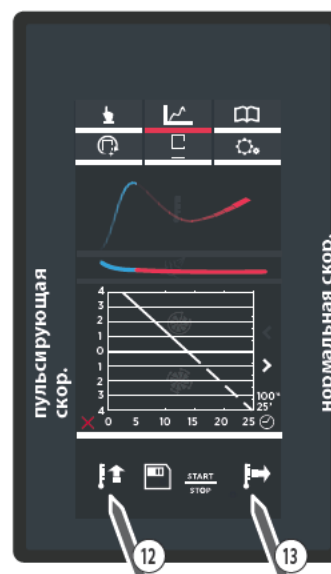 пульсирующая
скор.
нормальная скор.
4
3
2
1
0
1
2
3
4
0 5 10 15 20 25
100%
25'
START
STOP
12
13